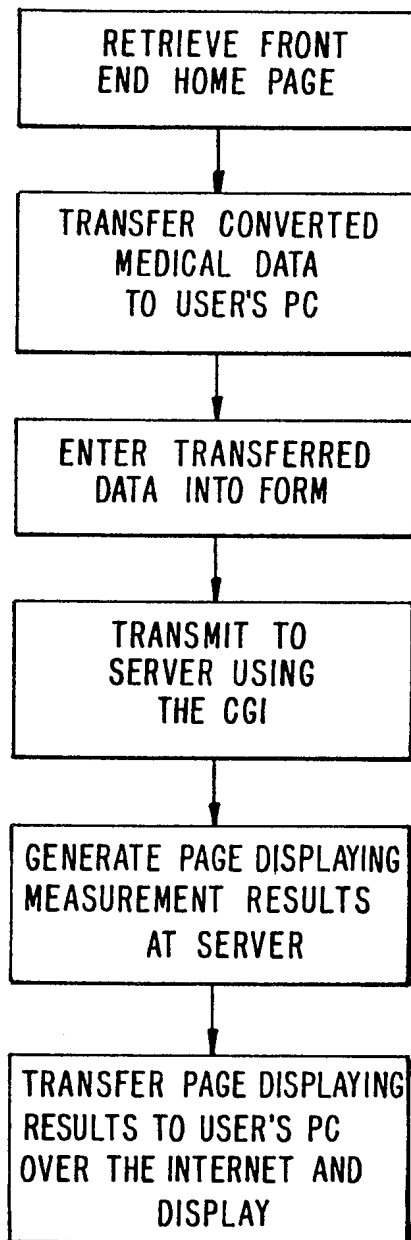 RETRIEVE FRONT
END HOME PAGE
TRANSFER CONVERTED
MEDICAL DATA
TO USER'S PC
ENTER TRANSFERRED
DATA INTO FORM
TRANSMIT TO
SERVER USING
THE CGI
GENERATE PAGE DISPLAYING
MEASUREMENT RESULTS
AT SERVER
TRANSFER PAGE DISPLAYING
RESULTS TO USER'S PC
OVER THE INTERNET AND
DISPLAY